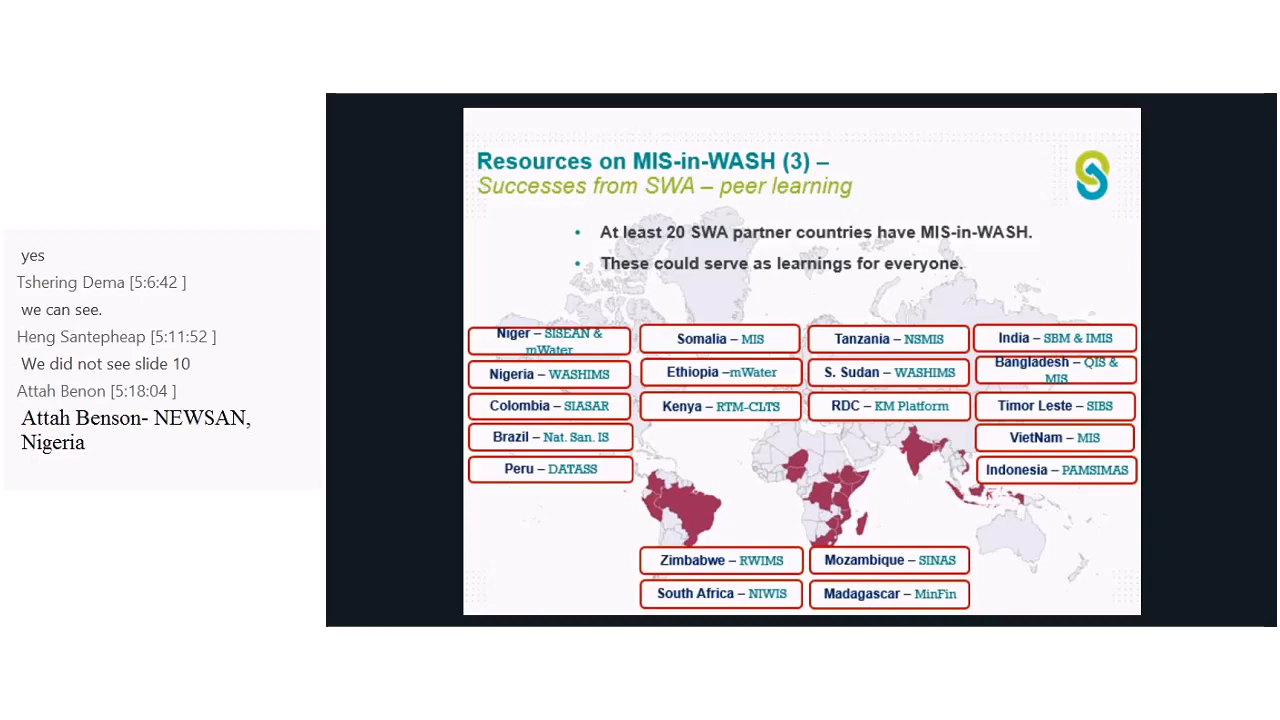 yes
Tshering Dema [5:6:42 ]
we can see.
Heng Santepheap [5:11:52 ]
We did not see slide 10
Attah Benon [5:18:04 ]
Attah Benson- NEWSAN,
Nigeria
Resources on MIS-in-WASH (3) –
Successes from SWA – peer learning
• At least 20 SWA partner countries have MIS-in-WASH.
• These could serve as learnings for everyone.
Niger – SISEAN &
mWater
Nigeria – WASHIMS
Colombia – SIASAR
Brazil – Nat. San. IS
Peru – DATASS
Somalia – MIS
Ethiopia –mWater
Kenya – RTM-CLTS
Tanzania – NSMIS
S. Sudan – WASHIMS
RDC – KM Platform
India – SBM & IMIS
Bangladesh – QIS &
MIS
Timor Leste – SIBS
VietNam – MIS
Indonesia – PAMSIMAS
Zimbabwe – RWIMS
South Africa – NIWIS
Mozambique – SINAS
Madagascar – MinFin